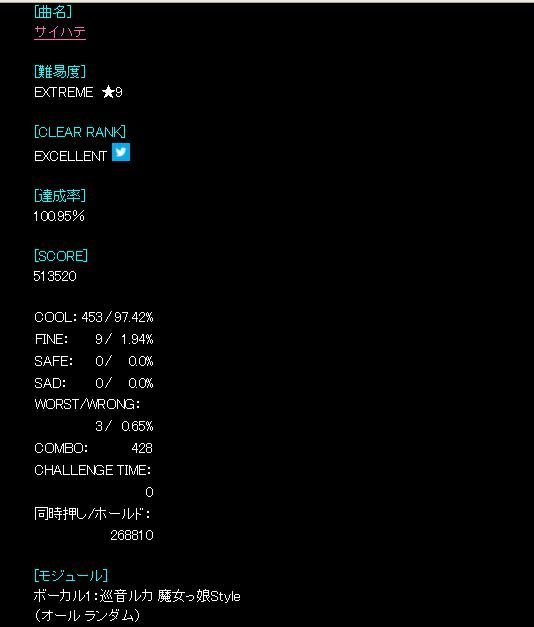 [曲名]
サイハテ
[難易度]
EXTREME ★9
[CLEAR RANK]
EXCELLENT
[達成率]
100.95%
[SCORE]
513520
COOL: 453/97.42%
FINE: 9/ 1.94%
SAFE: 0/ 0.0%
SAD: 0/ 0.0%
WORST/WRONG:
3/ 0.65%
COMBO: 428
CHALLENGE TIME:
0
同時押し/ホールド:
268810
[モジュール]
ボーカル1:巡音ルカ 魔女っ娘Style
(オール ランダム)